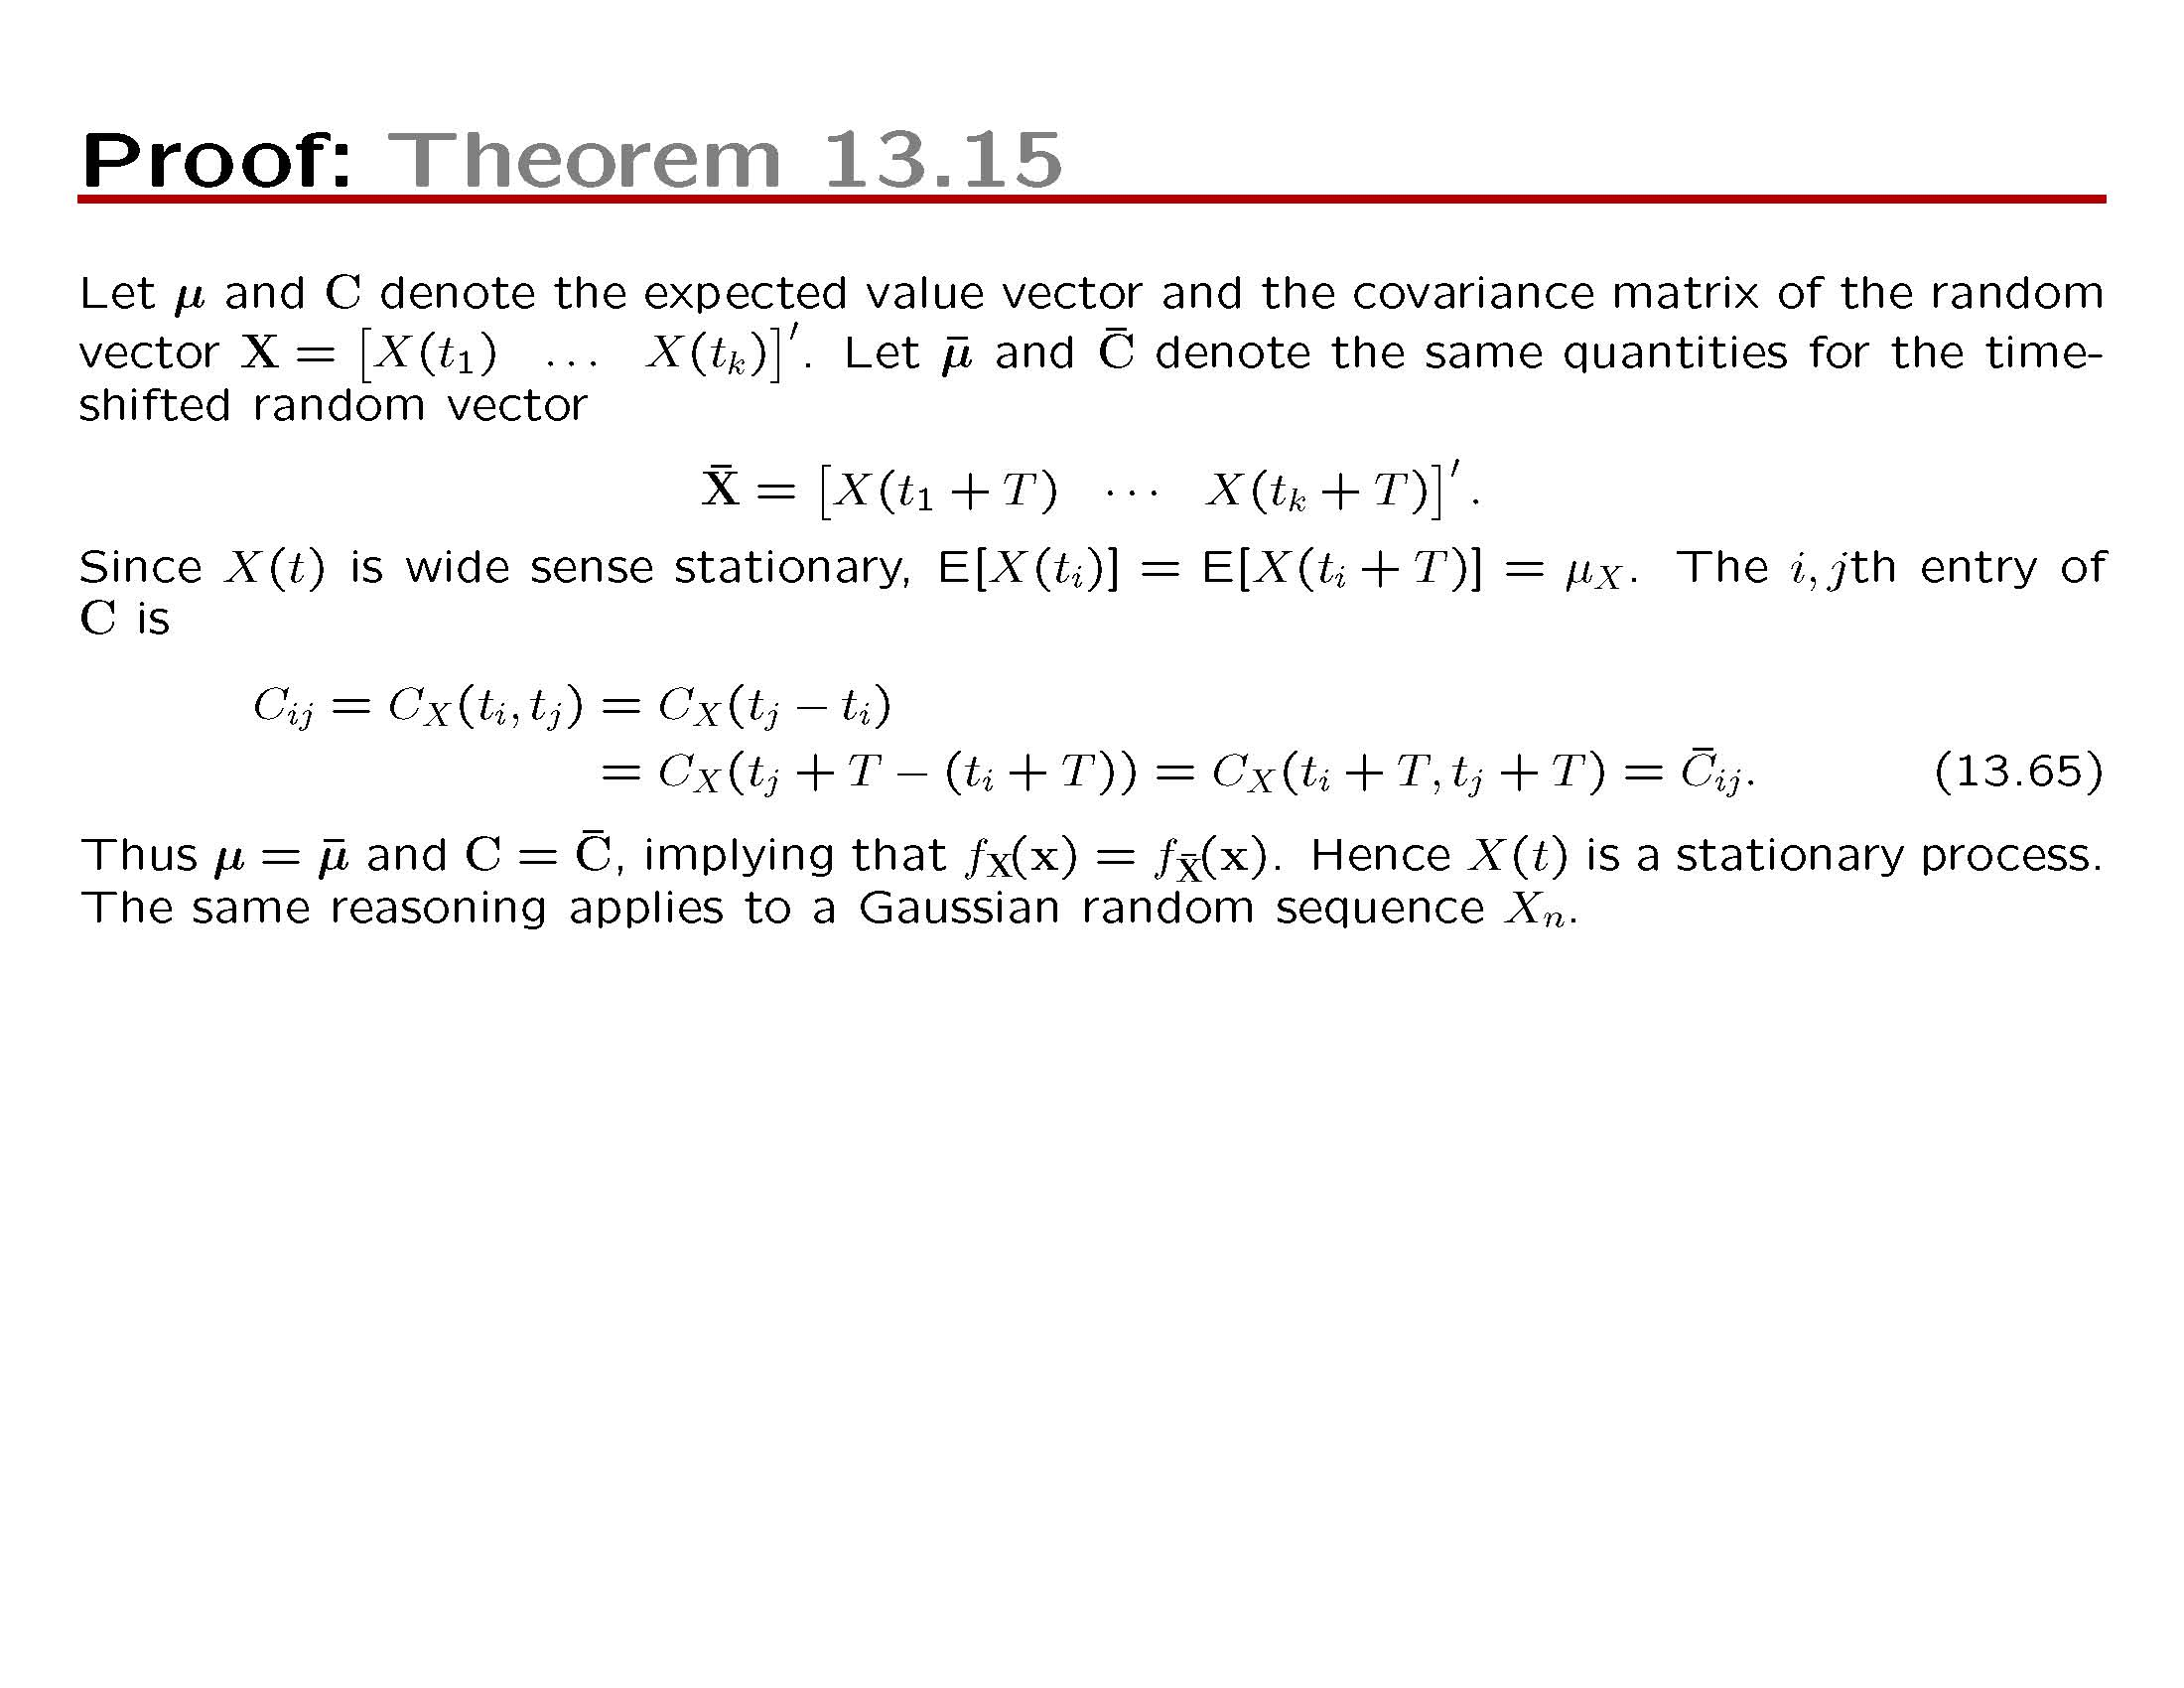 Proof: Theorem 13.15
Let μ and C denote the expected value vector and the covariance matrix of the random
vector X = [X(t₁) … X(tₖ)]′. Let μ̄ and C̄ denote the same quantities for the time-
shifted random vector
X̄ = [X(t₁ + T) ⋯ X(tₖ + T)]′.
Since X(t) is wide sense stationary, E[X(tᵢ)] = E[X(tᵢ + T)] = μ_X. The i, jth entry of
C is
C_ij = C_X(tᵢ, tⱼ) = C_X(tⱼ − tᵢ)
= C_X(tⱼ + T − (tᵢ + T)) = C_X(tᵢ + T, tⱼ + T) = C̄_ij. (13.65)
Thus μ = μ̄ and C = C̄, implying that f_X(x) = f_X̄(x). Hence X(t) is a stationary process.
The same reasoning applies to a Gaussian random sequence Xₙ.